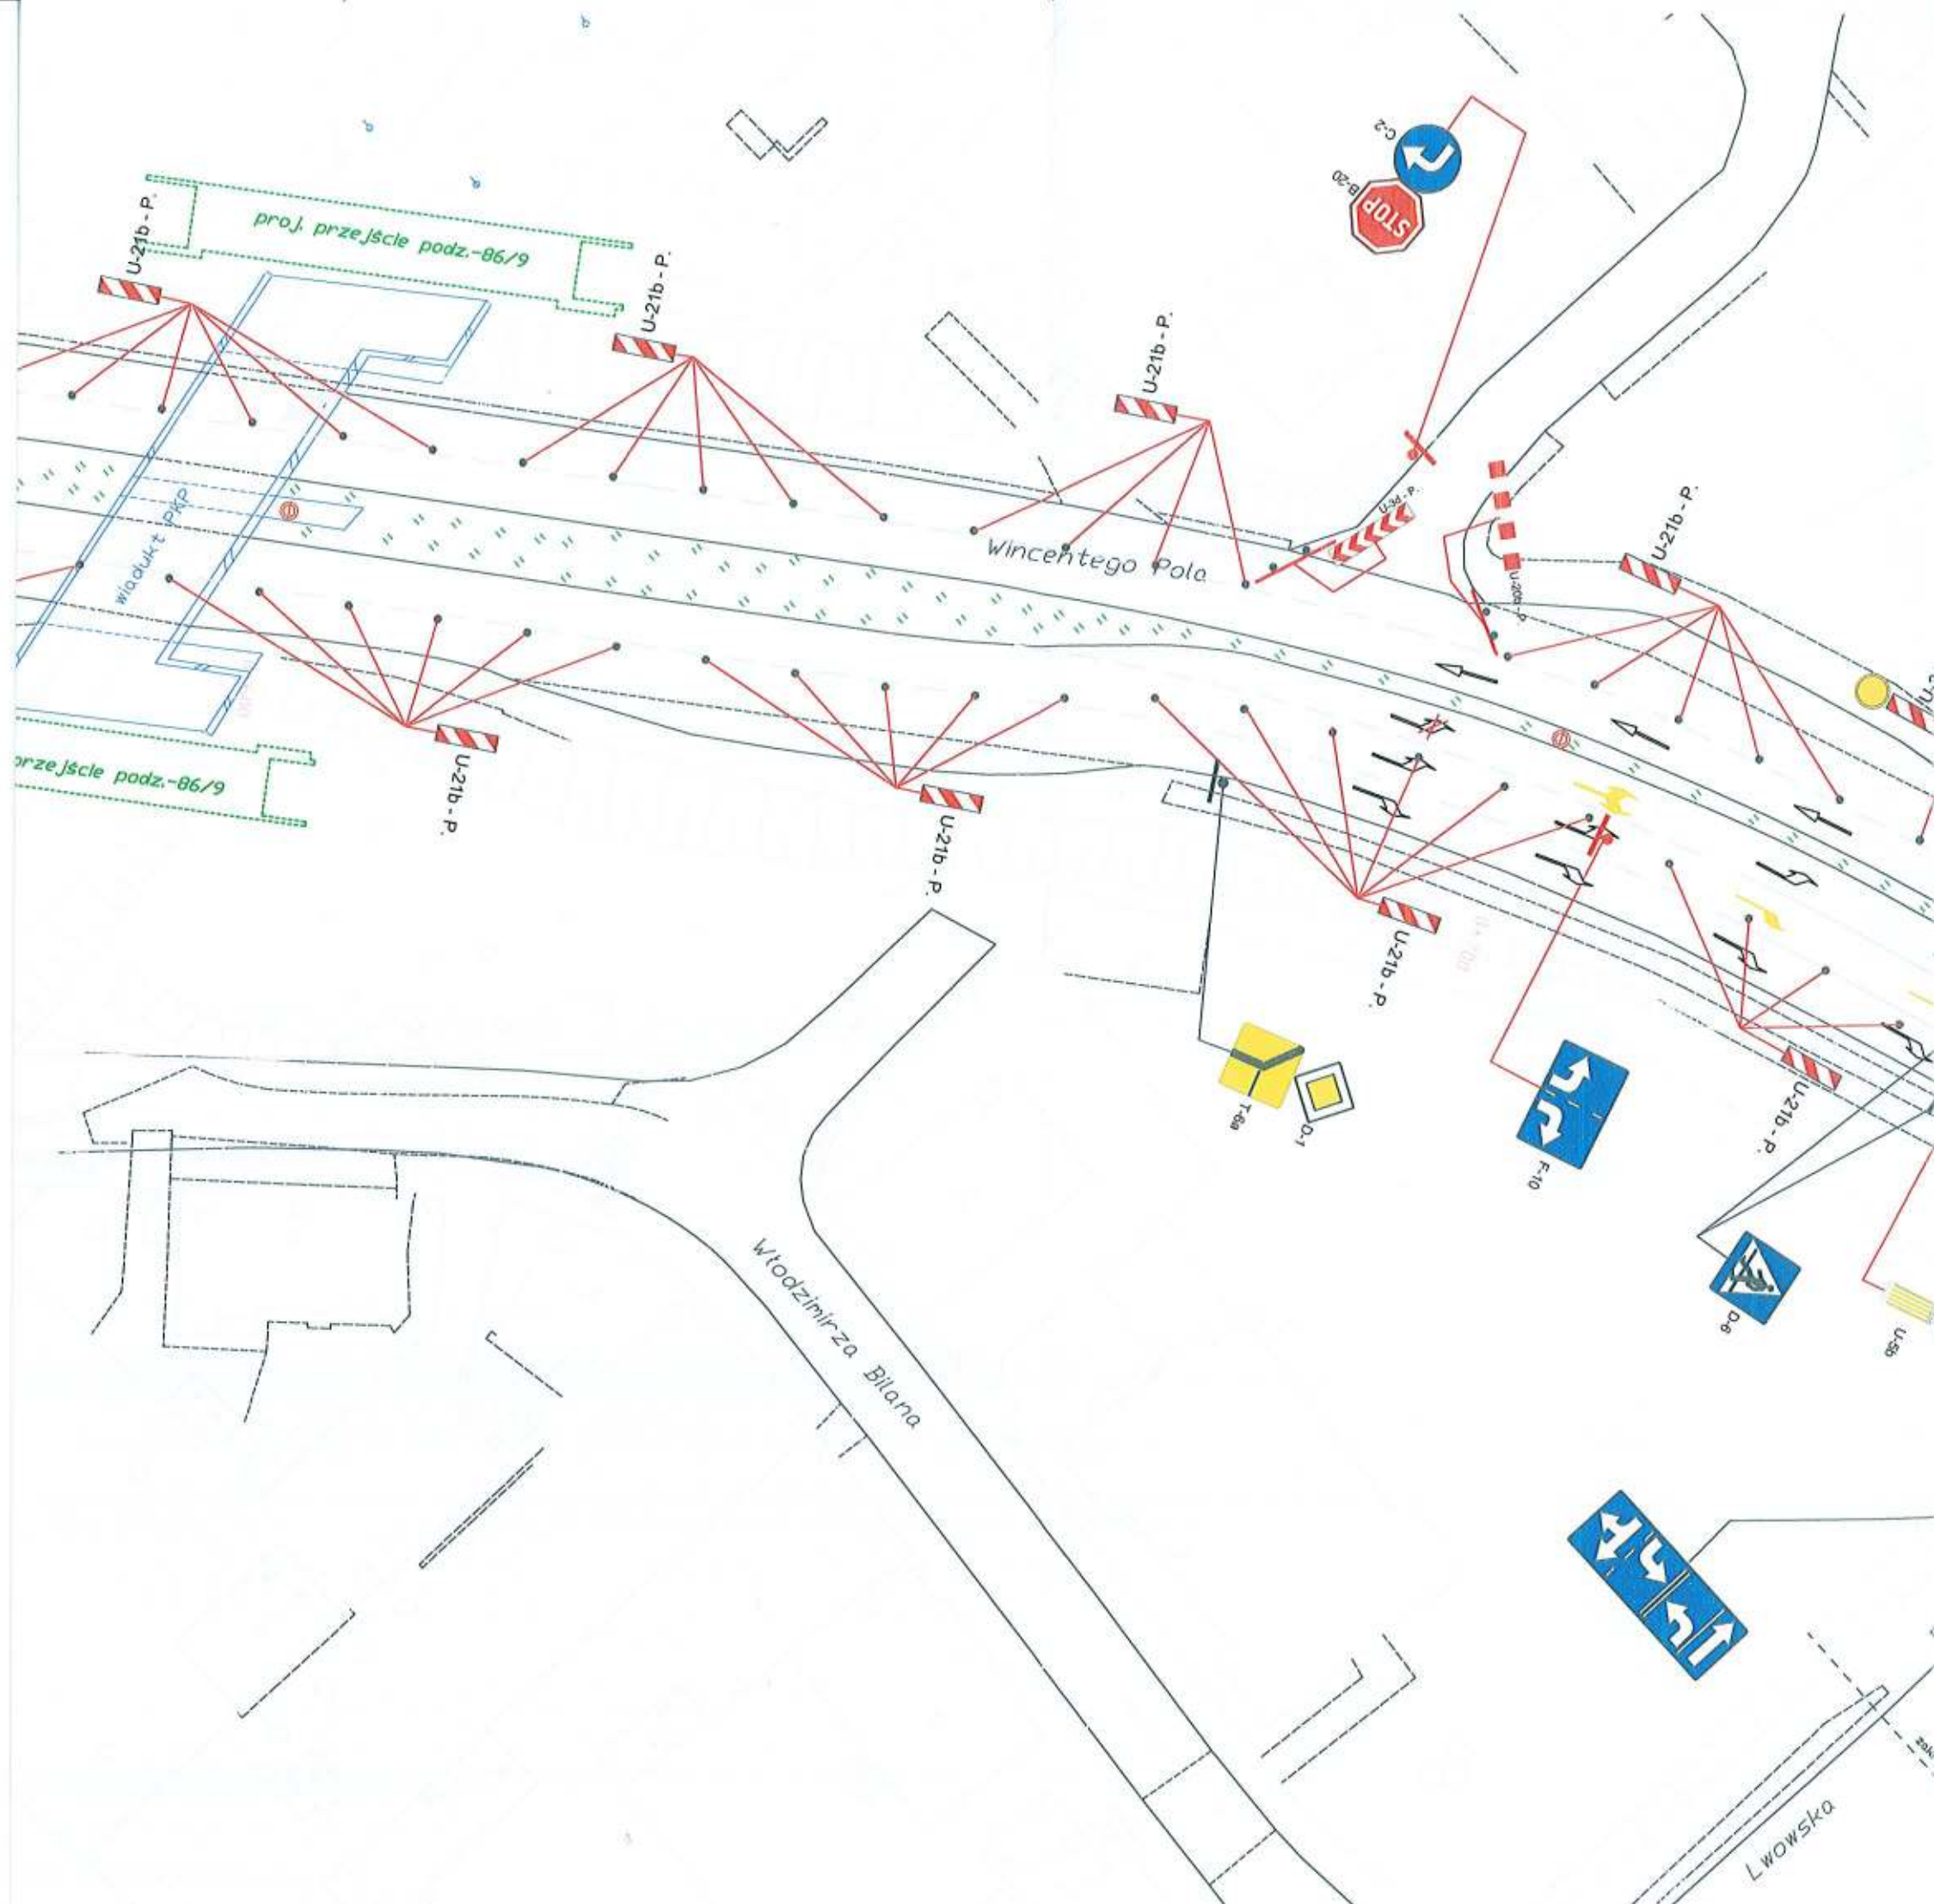 C-2
B-20
STOP
U-21b - P.
proj. przejście podz.-86/9
U-21b - P.
U-21b - P.
U-3d - P.
U-21b - P.
wiadukt PKP
Wincentego Pola
U-20b - P.
przejście podz.-86/9
U-21b - P.
U-21b - P.
U-21b - P.
U-21b - P.
T-6a
D-1
F-10
D-6
U-5b
Włodzimirza Bilana
Lwowska